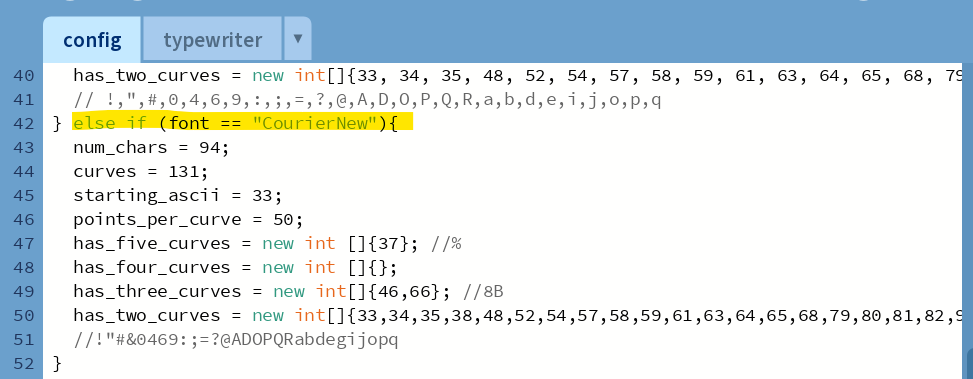 config typewriter ▼
40 has_two_curves = new int[]{33, 34, 35, 48, 52, 54, 57, 58, 59, 61, 63, 64, 65, 68, 79
41 // !,",#,0,4,6,9,:,;,=,?,@,A,D,O,P,Q,R,a,b,d,e,i,j,o,p,q
42 } else if (font == "CourierNew"){
43 num_chars = 94;
44 curves = 131;
45 starting_ascii = 33;
46 points_per_curve = 50;
47 has_five_curves = new int []{37}; //%
48 has_four_curves = new int []{};
49 has_three_curves = new int[]{46,66}; //8B
50 has_two_curves = new int[]{33,34,35,38,48,52,54,57,58,59,61,63,64,65,68,79,80,81,82,9
51 //!"#&0469:;=?@ADOPQRabdegijopq
52 }